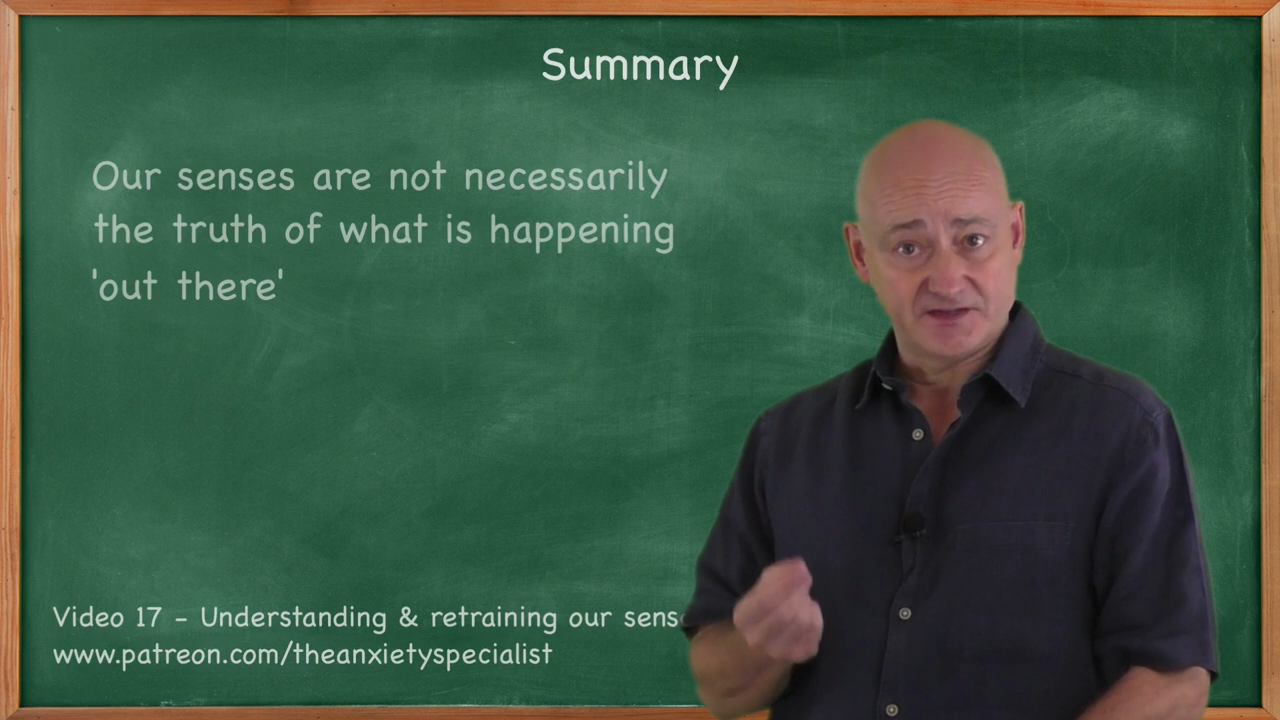 Summary
Our senses are not necessarily
the truth of what is happening
'out there'
Video 17 - Understanding & retraining our
www.patreon.com/theanxietyspecialist